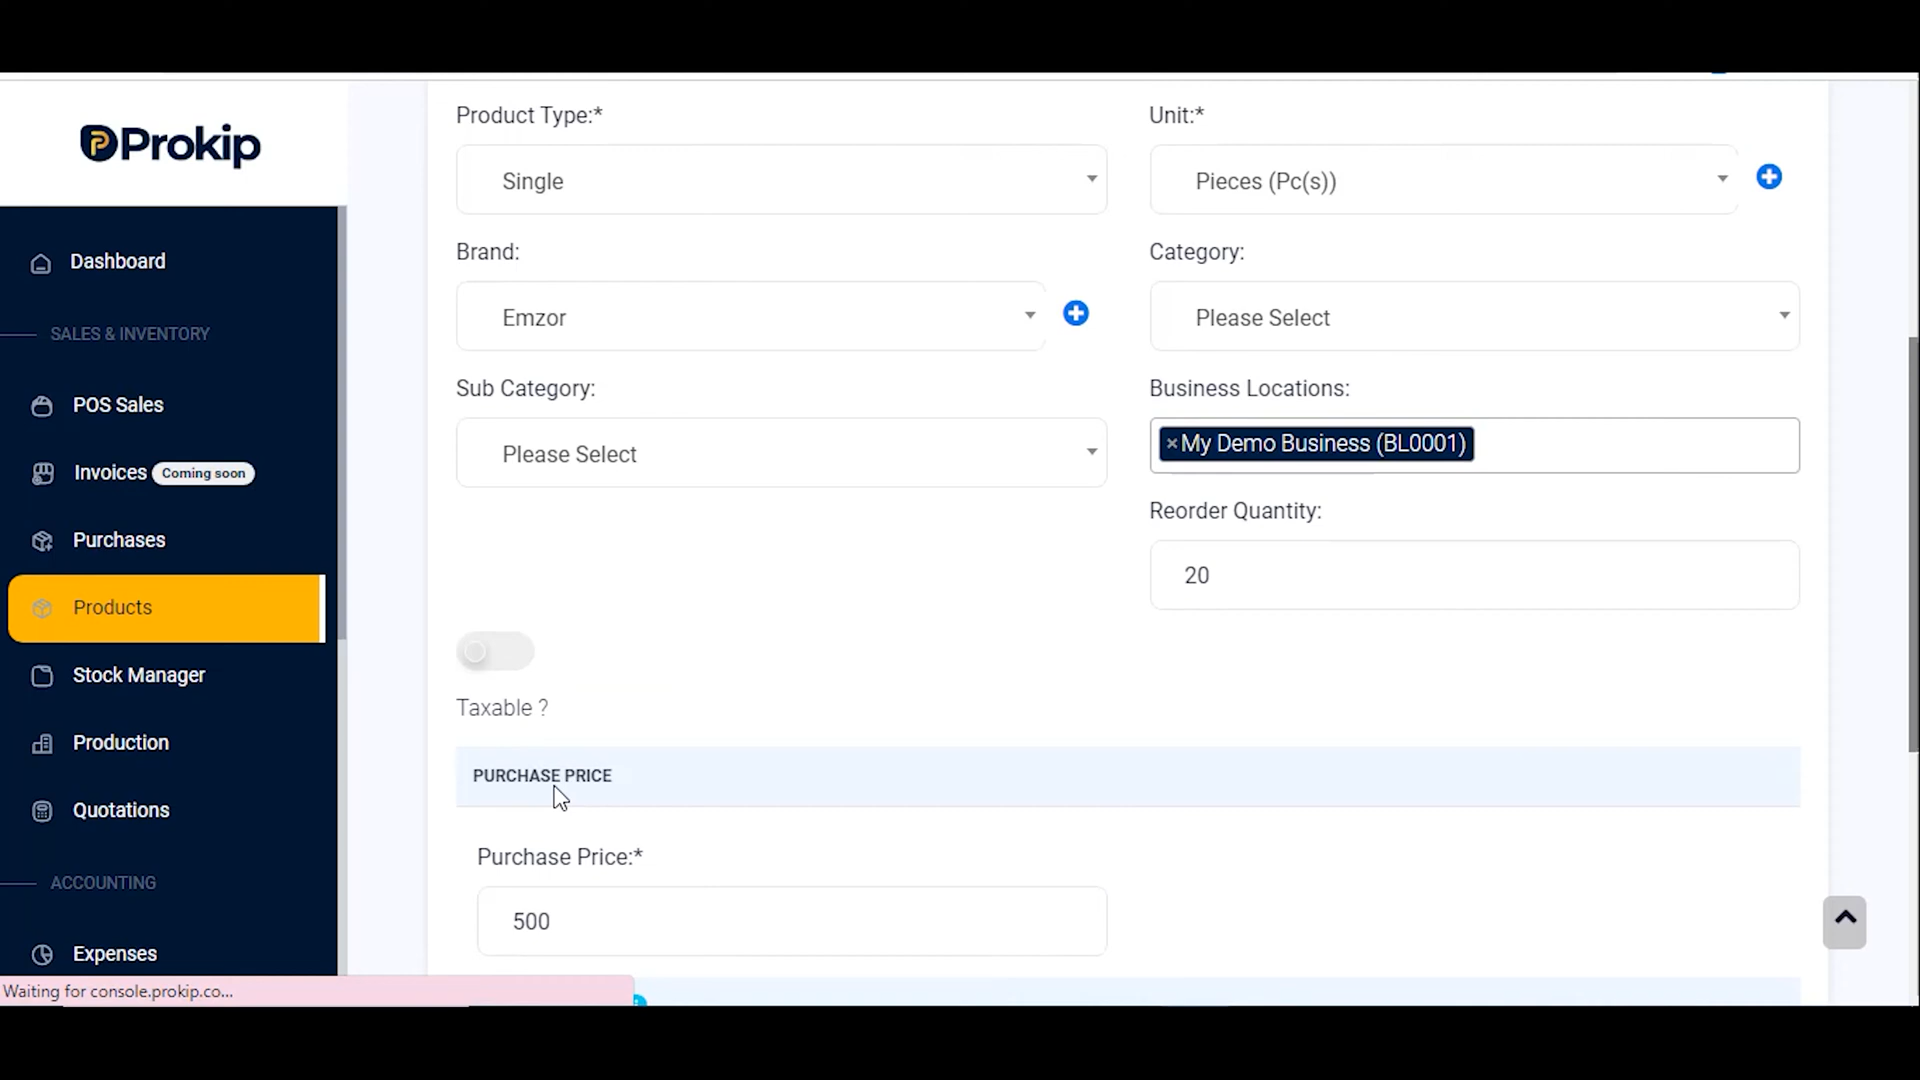 Prokip
Dashboard
SALES & INVENTORY
POS Sales
Invoices Coming soon
Purchases
Products
Stock Manager
Production
Quotations
ACCOUNTING
Expenses
Waiting for console.prokip.co...
Product Type:*
Single
Unit:*
Pieces (Pc(s))
Brand:
Emzor
Category:
Please Select
Sub Category:
Please Select
Business Locations:
×My Demo Business (BL0001)
Reorder Quantity:
20
Taxable ?
PURCHASE PRICE
Purchase Price:*
500